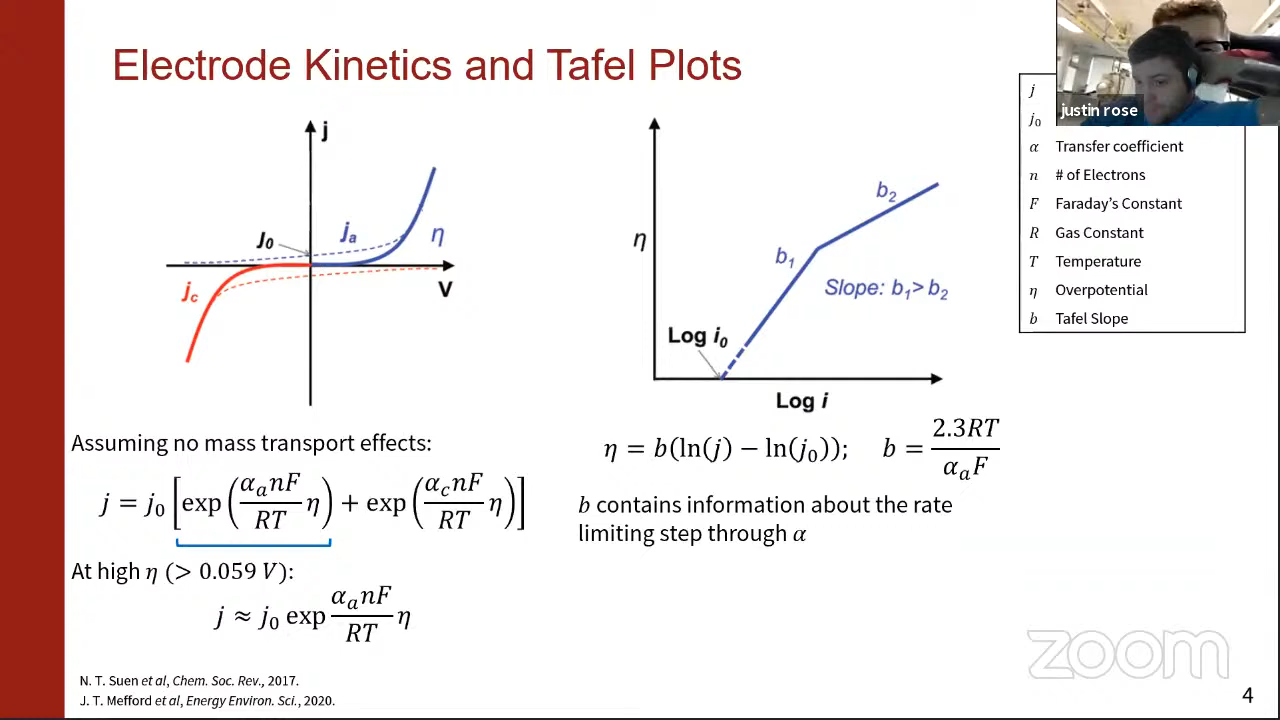 Electrode Kinetics and Tafel Plots
justin rose
j
j₀
α Transfer coefficient
n # of Electrons
F Faraday's Constant
R Gas Constant
T Temperature
η Overpotential
b Tafel Slope
j
J₀
jₐ
η
j_c
V
η
b₁
b₂
Slope: b₁> b₂
Log i₀
Log i
Assuming no mass transport effects:
j = j₀ [exp(αₐnF/RT η) + exp(α_cnF/RT η)]
At high η (> 0.059 V):
j ≈ j₀ exp αₐnF/RT η
η = b(ln(j) − ln(j₀)); b = 2.3RT/αₐF
b contains information about the rate
limiting step through α
zoom
N. T. Suen et al, Chem. Soc. Rev., 2017.
J. T. Mefford et al, Energy Environ. Sci., 2020.
4